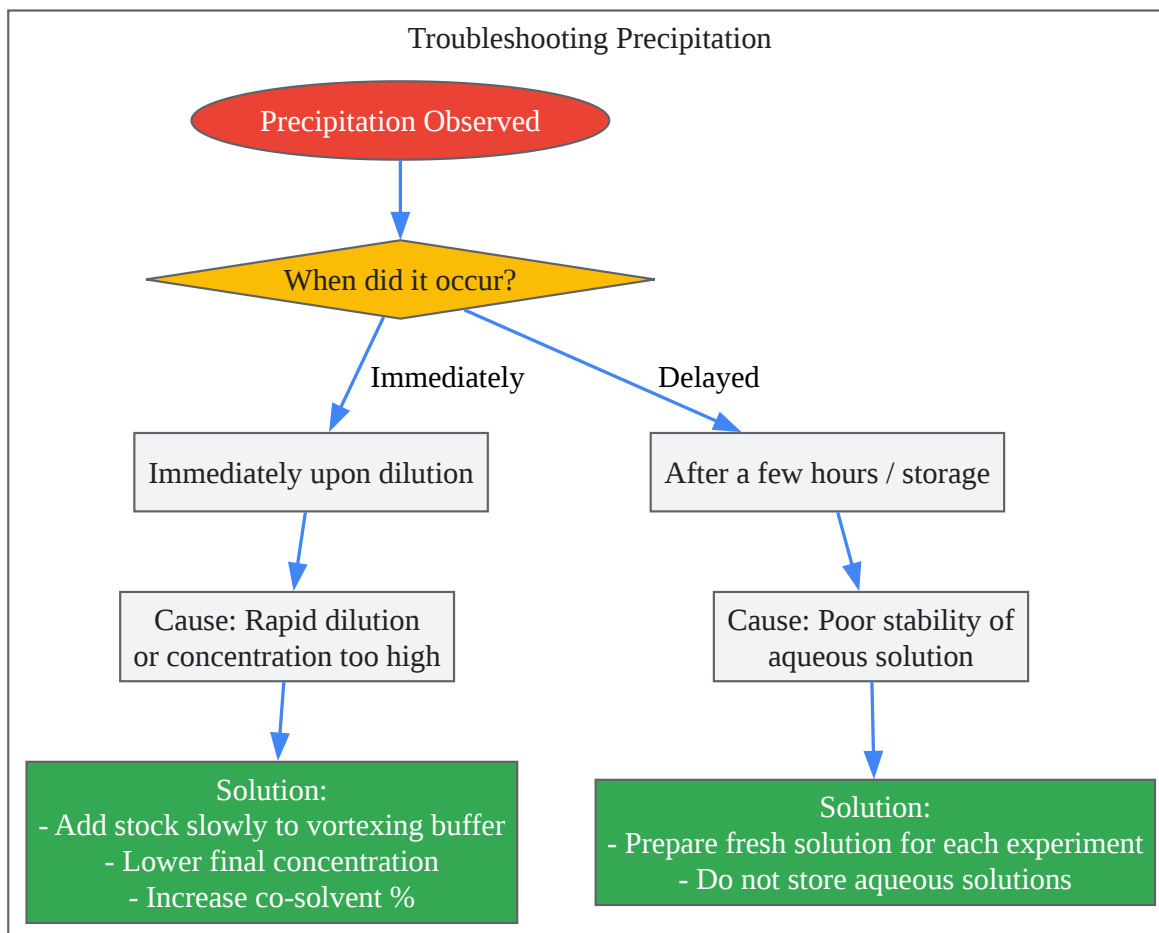 Troubleshooting Precipitation
Precipitation Observed
When did it occur?
Immediately
Delayed
Immediately upon dilution
After a few hours / storage
Cause: Rapid dilution
or concentration too high
Cause: Poor stability of
aqueous solution
Solution:
- Add stock slowly to vortexing buffer
- Lower final concentration
- Increase co-solvent %
Solution:
- Prepare fresh solution for each experiment
- Do not store aqueous solutions